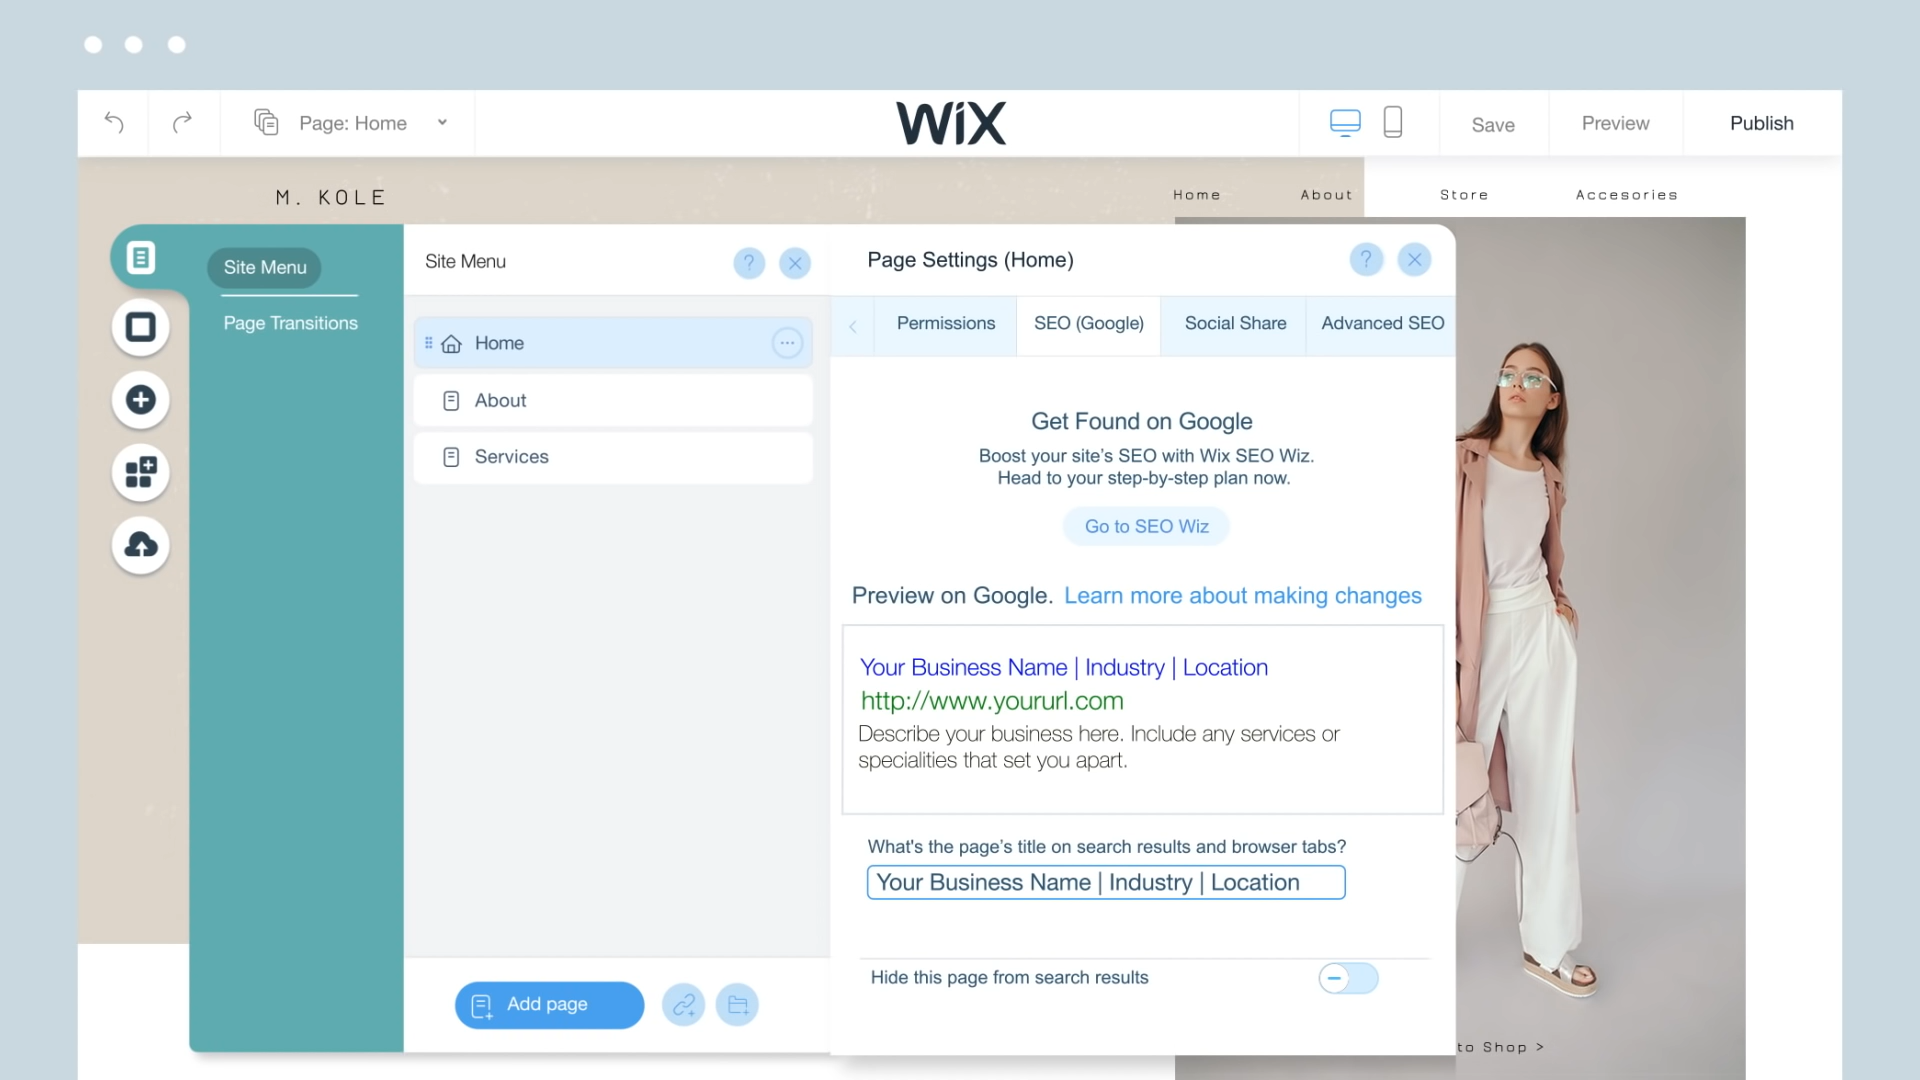 Page: Home
WiX
Save
Preview
Publish
M. KOLE
Home
About
Store
Accesories
Site Menu
Page Transitions
Site Menu
?
Home
About
Services
Add page
Page Settings (Home)
?
Permissions
SEO (Google)
Social Share
Advanced SEO
Get Found on Google
Boost your site’s SEO with Wix SEO Wiz.
Head to your step-by-step plan now.
Go to SEO Wiz
Preview on Google. Learn more about making changes
Your Business Name | Industry | Location
http://www.yoururl.com
Describe your business here. Include any services or
specialities that set you apart.
What's the page’s title on search results and browser tabs?
Your Business Name | Industry | Location
Hide this page from search results
to Shop >